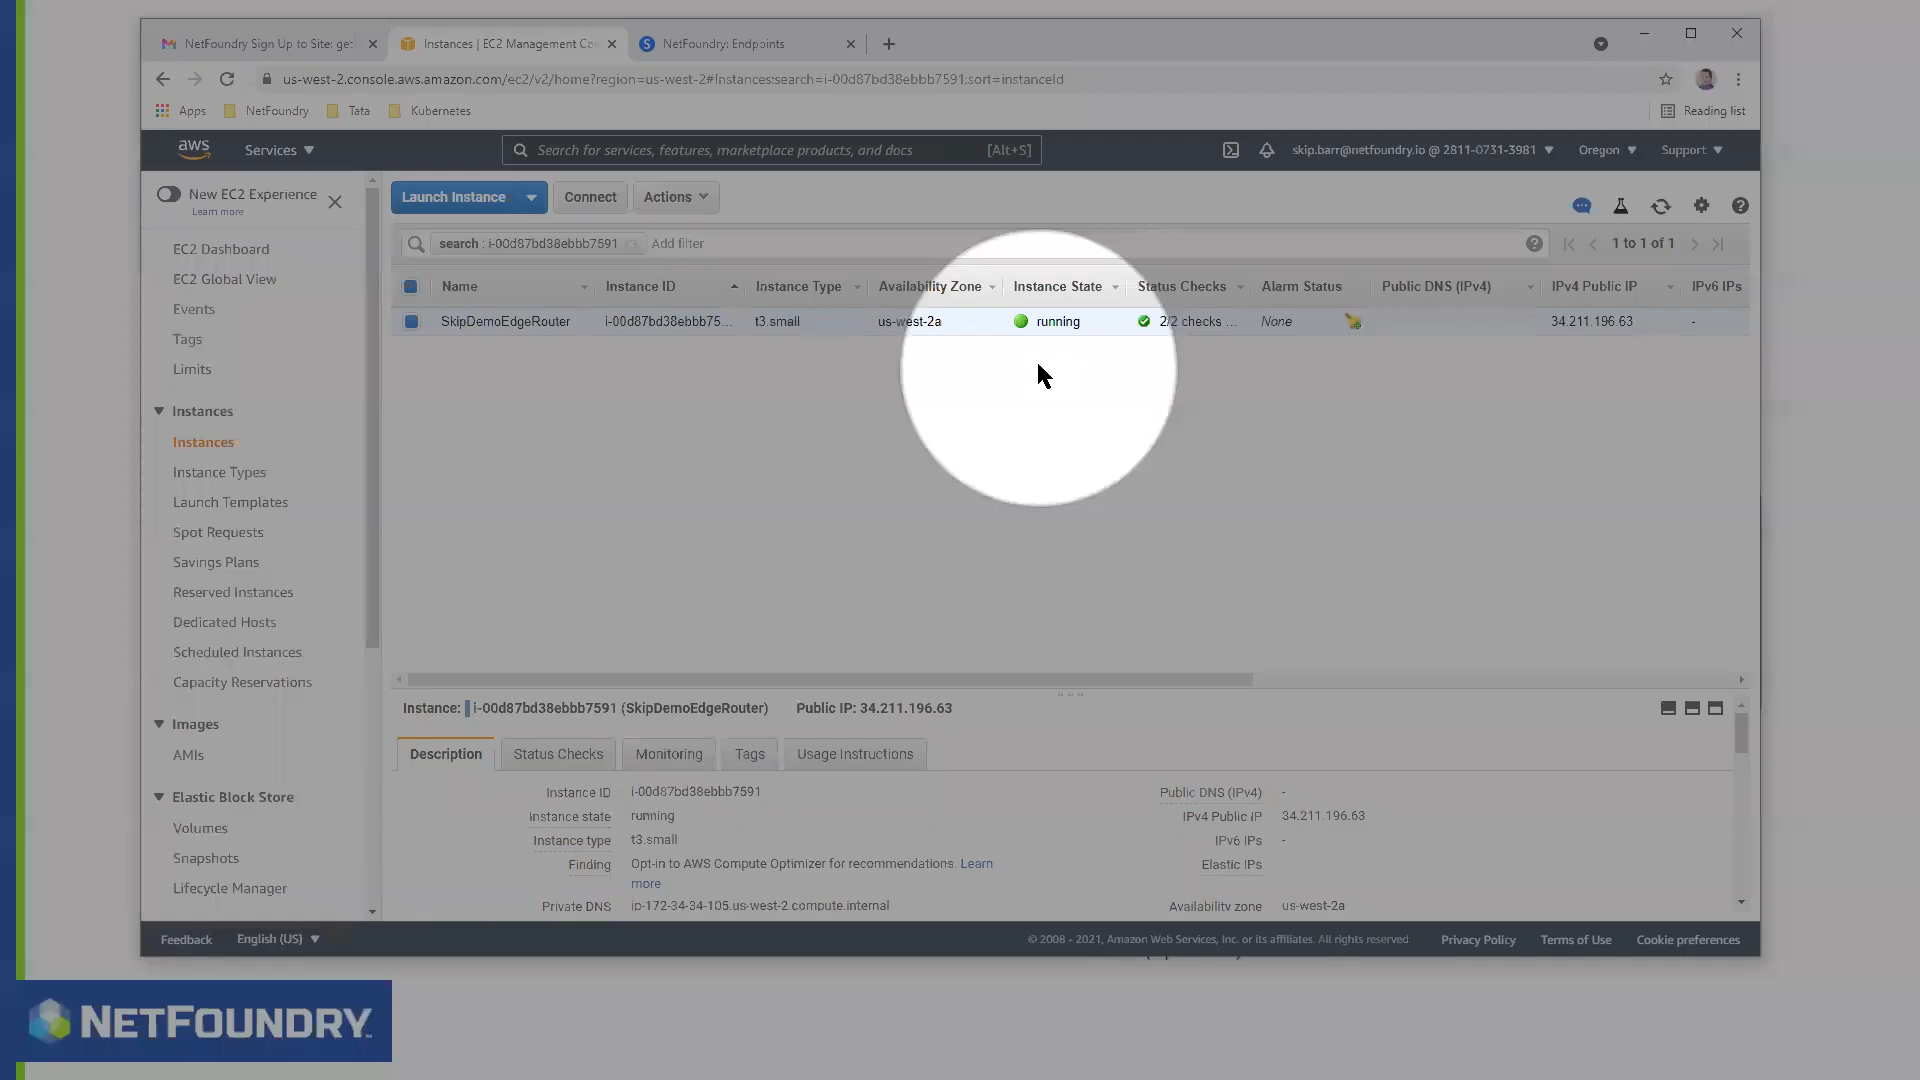 NetFoundry Sign Up to Site: get
Instances | EC2 Management Co
NetFoundry: Endpoints
us-west-2.console.aws.amazon.com/ec2/v2/home?region=us-west-2#Instances:search=i-00d87bd38ebbb7591;sort=instanceId
Apps NetFoundry Tata Kubernetes Reading list
aws Services Search for services, features, marketplace products, and docs [Alt+S] skip.barr@netfoundry.io @ 2811-0731-3981 Oregon Support
New EC2 Experience
Learn more
EC2 Dashboard
EC2 Global View
Events
Tags
Limits
Instances
Instances
Instance Types
Launch Templates
Spot Requests
Savings Plans
Reserved Instances
Dedicated Hosts
Scheduled Instances
Capacity Reservations
Images
AMIs
Elastic Block Store
Volumes
Snapshots
Lifecycle Manager
Launch Instance Connect Actions
search : i-00d87bd38ebbb7591 Add filter 1 to 1 of 1
Name Instance ID Instance Type Availability Zone Instance State Status Checks Alarm Status Public DNS (IPv4) IPv4 Public IP IPv6 IPs
SkipDemoEdgeRouter i-00d87bd38ebbb75... t3.small us-west-2a running 2/2 checks ... None 34.211.196.63 -
Instance: i-00d87bd38ebbb7591 (SkipDemoEdgeRouter) Public IP: 34.211.196.63
Description Status Checks Monitoring Tags Usage Instructions
Instance ID i-00d87bd38ebbb7591 Public DNS (IPv4) -
Instance state running IPv4 Public IP 34.211.196.63
Instance type t3.small IPv6 IPs -
Finding Opt-in to AWS Compute Optimizer for recommendations. Learn more Elastic IPs
Private DNS ip-172-34-34-105.us-west-2.compute.internal Availability zone us-west-2a
Feedback English (US) © 2008 - 2021, Amazon Web Services, Inc. or its affiliates. All rights reserved. Privacy Policy Terms of Use Cookie preferences
NETFOUNDRY